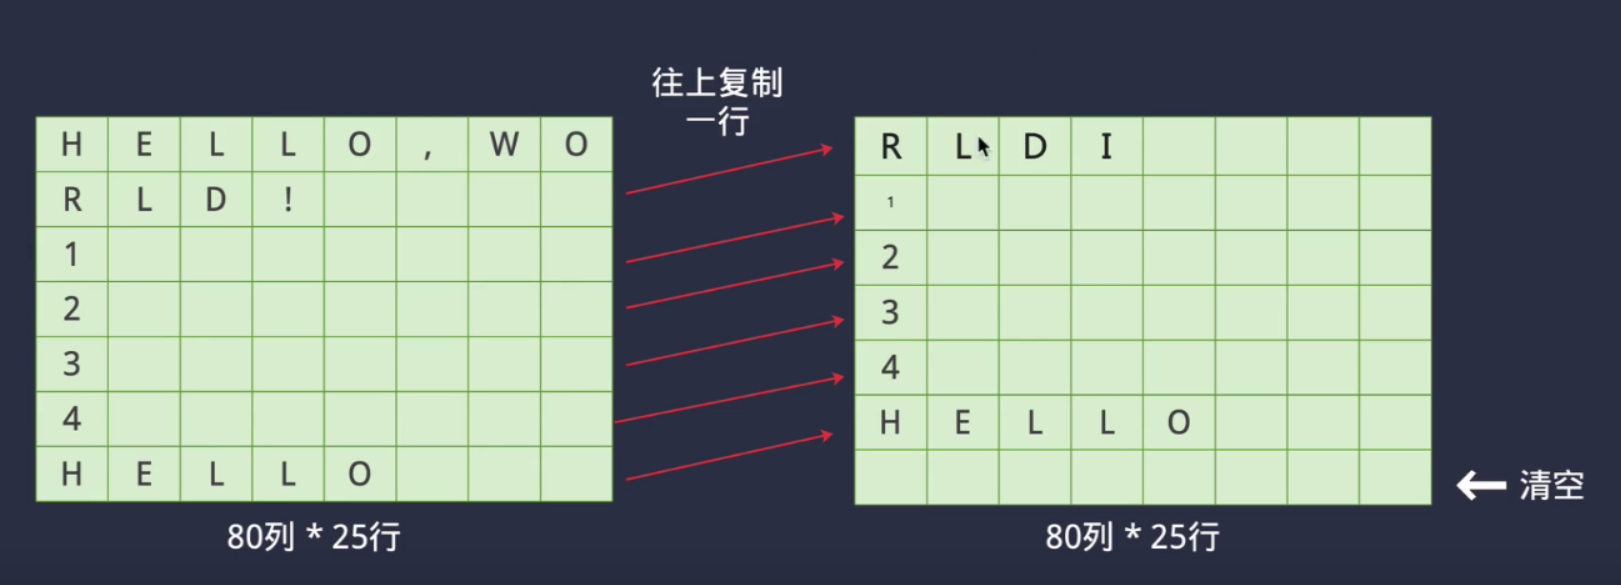 往上复制
一行
H E L L O , W O
R L D !
1
2
3
4
H E L L O
80列 * 25行
R L D I
1
2
3
4
H E L L O
← 清空
80列 * 25行